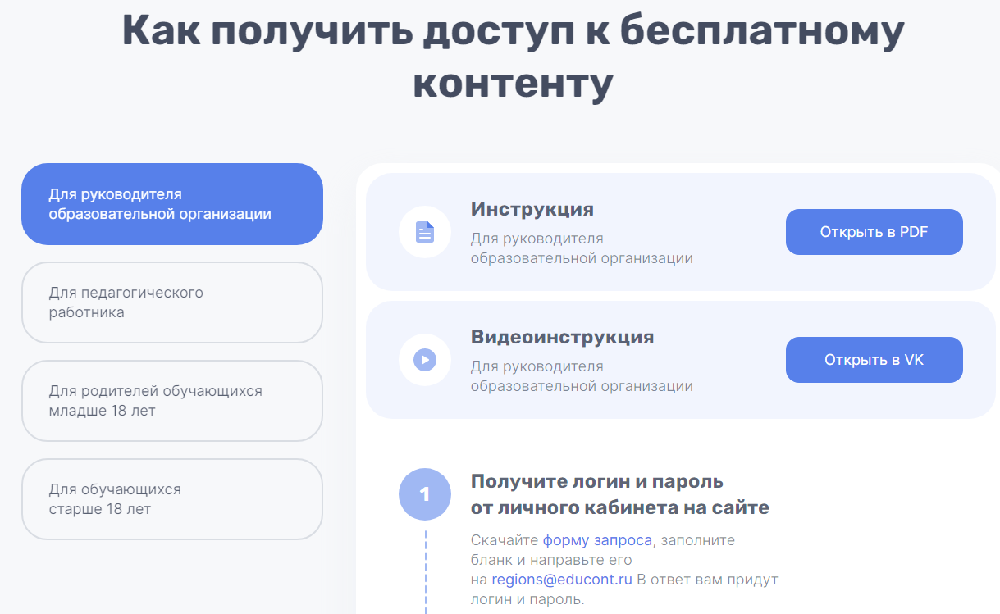 Как получить доступ к бесплатному
контенту
Для руководителя
образовательной организации
Для педагогического
работника
Для родителей обучающихся
младше 18 лет
Для обучающихся
старше 18 лет
Инструкция
Для руководителя
образовательной организации
Открыть в PDF
Видеоинструкция
Для руководителя
образовательной организации
Открыть в VK
1
Получите логин и пароль
от личного кабинета на сайте
Скачайте форму запроса, заполните
бланк и направьте его
на regions@educont.ru В ответ вам придут
логин и пароль.